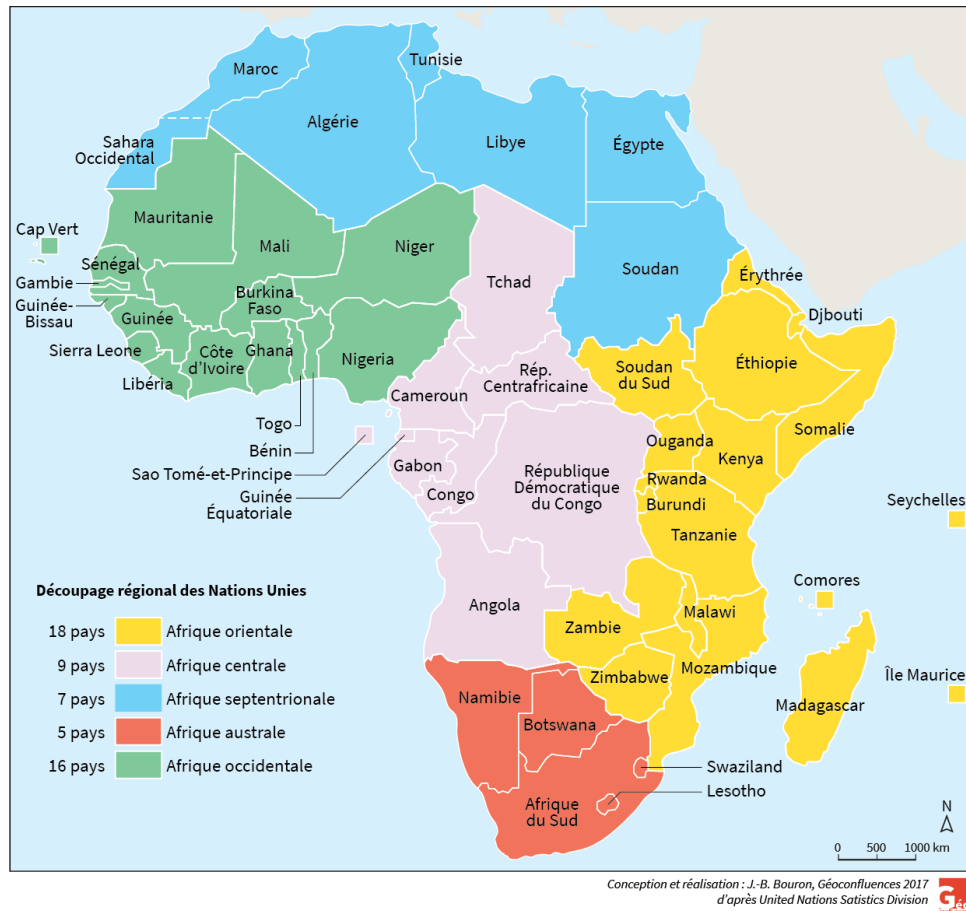 Tunisie
Maroc
Algérie
Libye
Égypte
Sahara
Occidental
Mauritanie
Cap Vert
Mali
Niger
Sénégal
Soudan
Érythrée
Tchad
Gambie
Burkina
Faso
Guinée-
Bissau
Djibouti
Guinée
Sierra Leone
Côte
d'Ivoire
Ghana
Nigeria
Libéria
Rép.
Centrafricaine
Soudan
du Sud
Éthiopie
Cameroun
Togo
Somalie
Bénin
Ouganda
Kenya
Sao Tomé-et-Principe
Gabon
République
Démocratique
du Congo
Rwanda
Guinée
Équatoriale
Congo
Burundi
Seychelles
Tanzanie
Comores
Angola
Malawi
Zambie
Mozambique
Zimbabwe
Île Maurice
Namibie
Madagascar
Botswana
Swaziland
Lesotho
Afrique
du Sud
Découpage régional des Nations Unies
18 pays Afrique orientale
9 pays Afrique centrale
7 pays Afrique septentrionale
5 pays Afrique australe
16 pays Afrique occidentale
N
0 500 1000 km
Conception et réalisation : J.-B. Bouron, Géoconfluences 2017
d'après United Nations Satistics Division